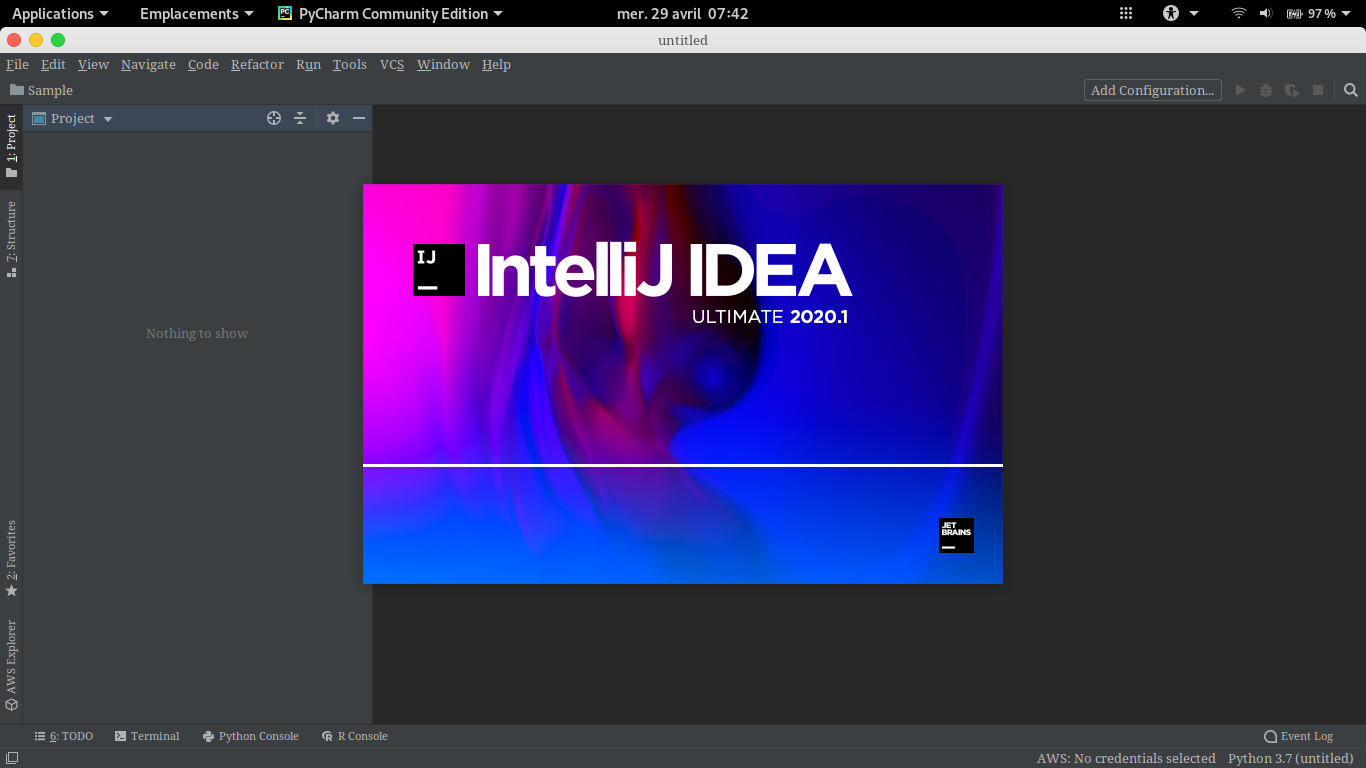 Applications
Emplacements
PyCharm Community Edition
mer. 29 avril 07:42
97 %
untitled
File Edit View Navigate Code Refactor Run Tools VCS Window Help
Sample
Add Configuration...
1: Project
Project
7: Structure
Nothing to show
IJ
IntelliJ IDEA
ULTIMATE 2020.1
JET
BRAINS
2: Favorites
AWS Explorer
6: TODO
Terminal
Python Console
R Console
Event Log
AWS: No credentials selected
Python 3.7 (untitled)